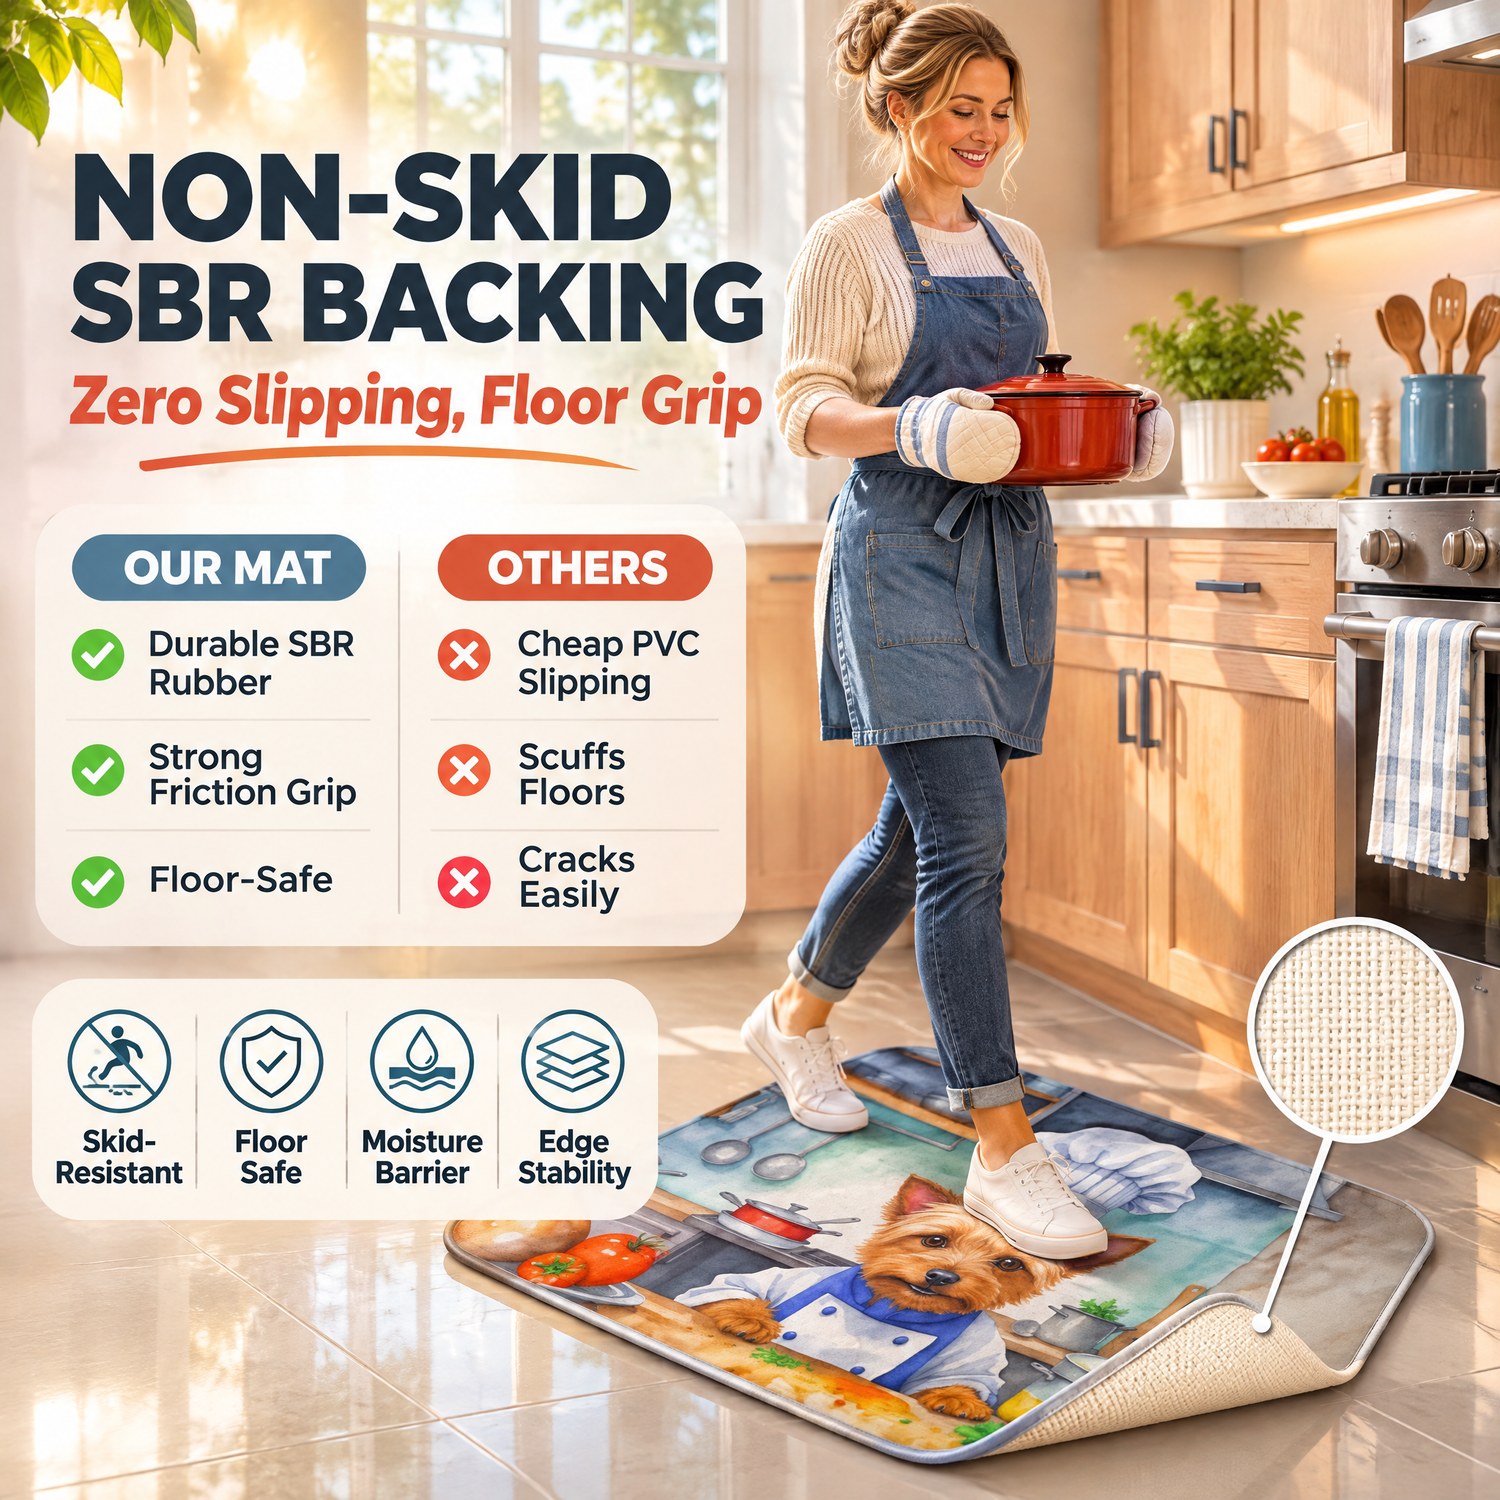 NON-SKID
SBR BACKING
Zero Slipping, Floor Grip
OUR MAT
Durable SBR
Rubber
Strong
Friction Grip
Floor-Safe
OTHERS
Cheap PVC
Slipping
Scuffs
Floors
Cracks
Easily
Skid-
Resistant
Floor
Safe
Moisture
Barrier
Edge
Stability